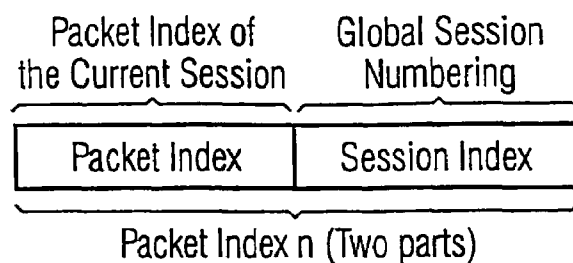 Packet Index of
the Current Session
Global Session
Numbering
Packet Index
Session Index
Packet Index n (Two parts)